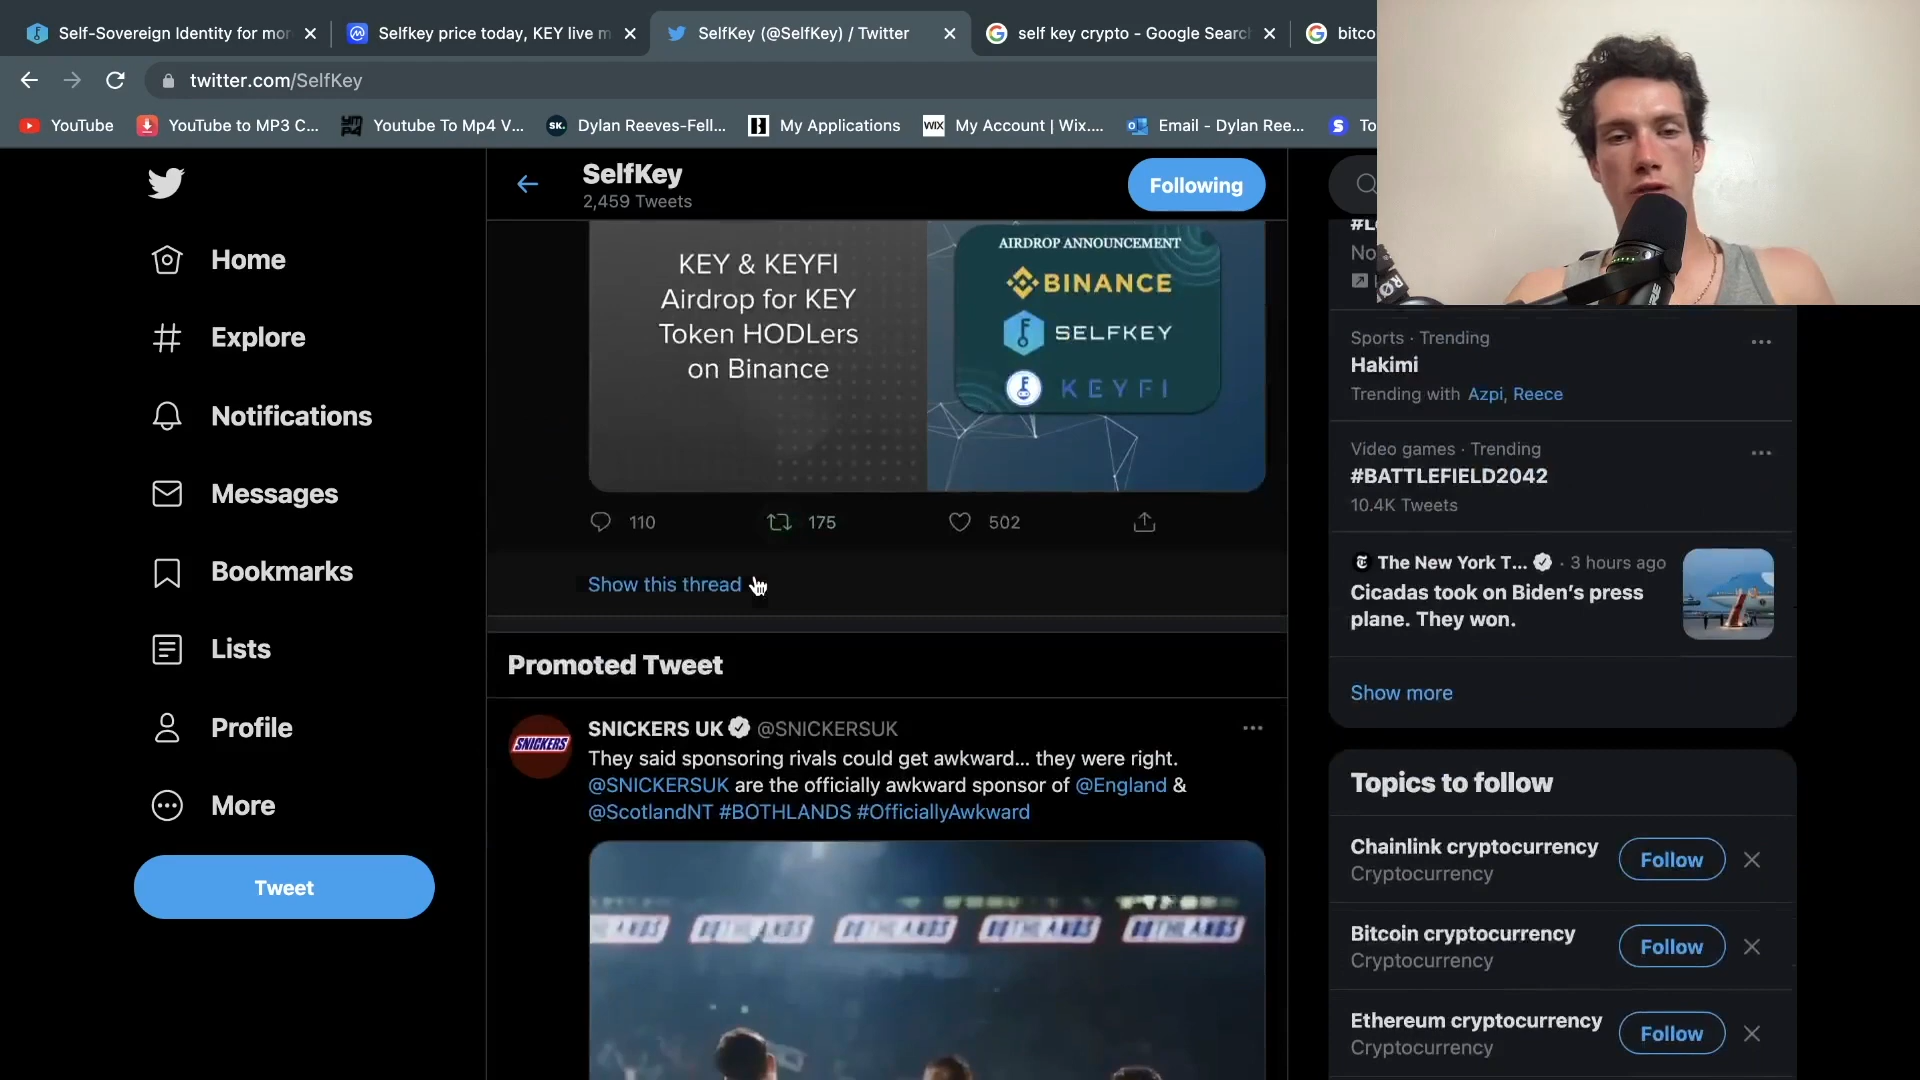 Self-Sovereign Identity for mor
Selfkey price today, KEY live m
SelfKey (@SelfKey) / Twitter
self key crypto - Google Search
bitco
twitter.com/SelfKey
YouTube
YouTube to MP3 C...
Youtube To Mp4 V...
Dylan Reeves-Fell...
My Applications
WIX
My Account | Wix....
Email - Dylan Ree...
To
Home
Explore
Notifications
Messages
Bookmarks
Lists
Profile
More
Tweet
SelfKey
2,459 Tweets
Following
KEY & KEYFI
Airdrop for KEY
Token HODLers
on Binance
AIRDROP ANNOUNCEMENT
BINANCE
SELFKEY
KEYFI
110
175
502
Show this thread
Promoted Tweet
SNICKERS
SNICKERS UK @SNICKERSUK
They said sponsoring rivals could get awkward... they were right.
@SNICKERSUK are the officially awkward sponsor of @England &
@ScotlandNT #BOTHLANDS #OfficiallyAwkward
BOTHLANDS BOTHLANDS BOTHLANDS BOTHLANDS
Sports · Trending
Hakimi
Trending with Azpi, Reece
Video games · Trending
#BATTLEFIELD2042
10.4K Tweets
The New York T... · 3 hours ago
Cicadas took on Biden's press
plane. They won.
Show more
Topics to follow
Chainlink cryptocurrency
Cryptocurrency
Follow
Bitcoin cryptocurrency
Cryptocurrency
Follow
Ethereum cryptocurrency
Cryptocurrency
Follow